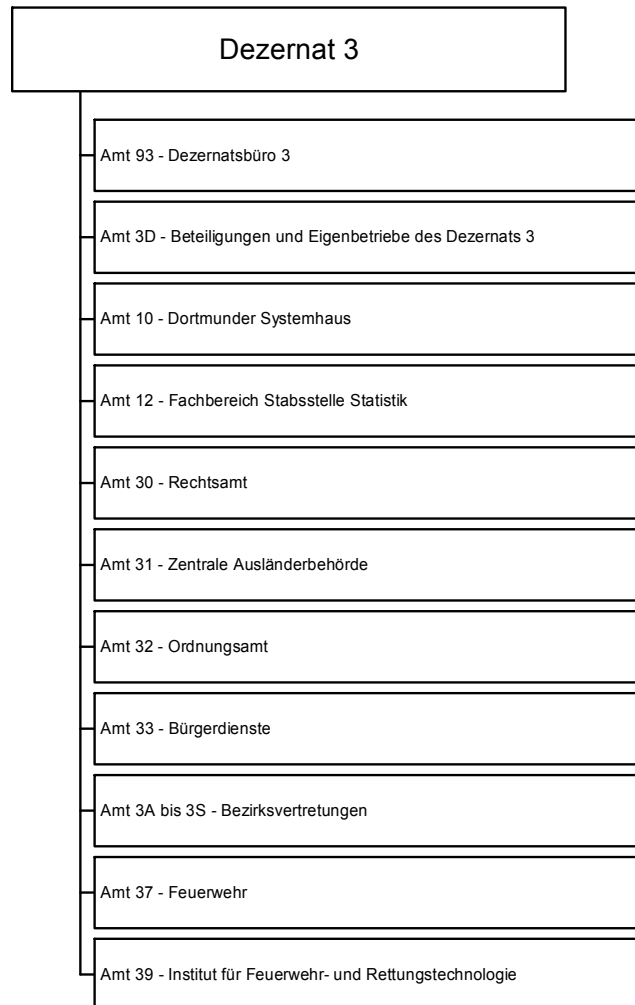 Dezernat 3
Amt 93 - Dezernatsbüro 3
Amt 3D - Beteiligungen und Eigenbetriebe des Dezernats 3
Amt 10 - Dortmunder Systemhaus
Amt 12 - Fachbereich Stabsstelle Statistik
Amt 30 - Rechtsamt
Amt 31 - Zentrale Ausländerbehörde
Amt 32 - Ordnungsamt
Amt 33 - Bürgerdienste
Amt 3A bis 3S - Bezirksvertretungen
Amt 37 - Feuerwehr
Amt 39 - Institut für Feuerwehr- und Rettungstechnologie